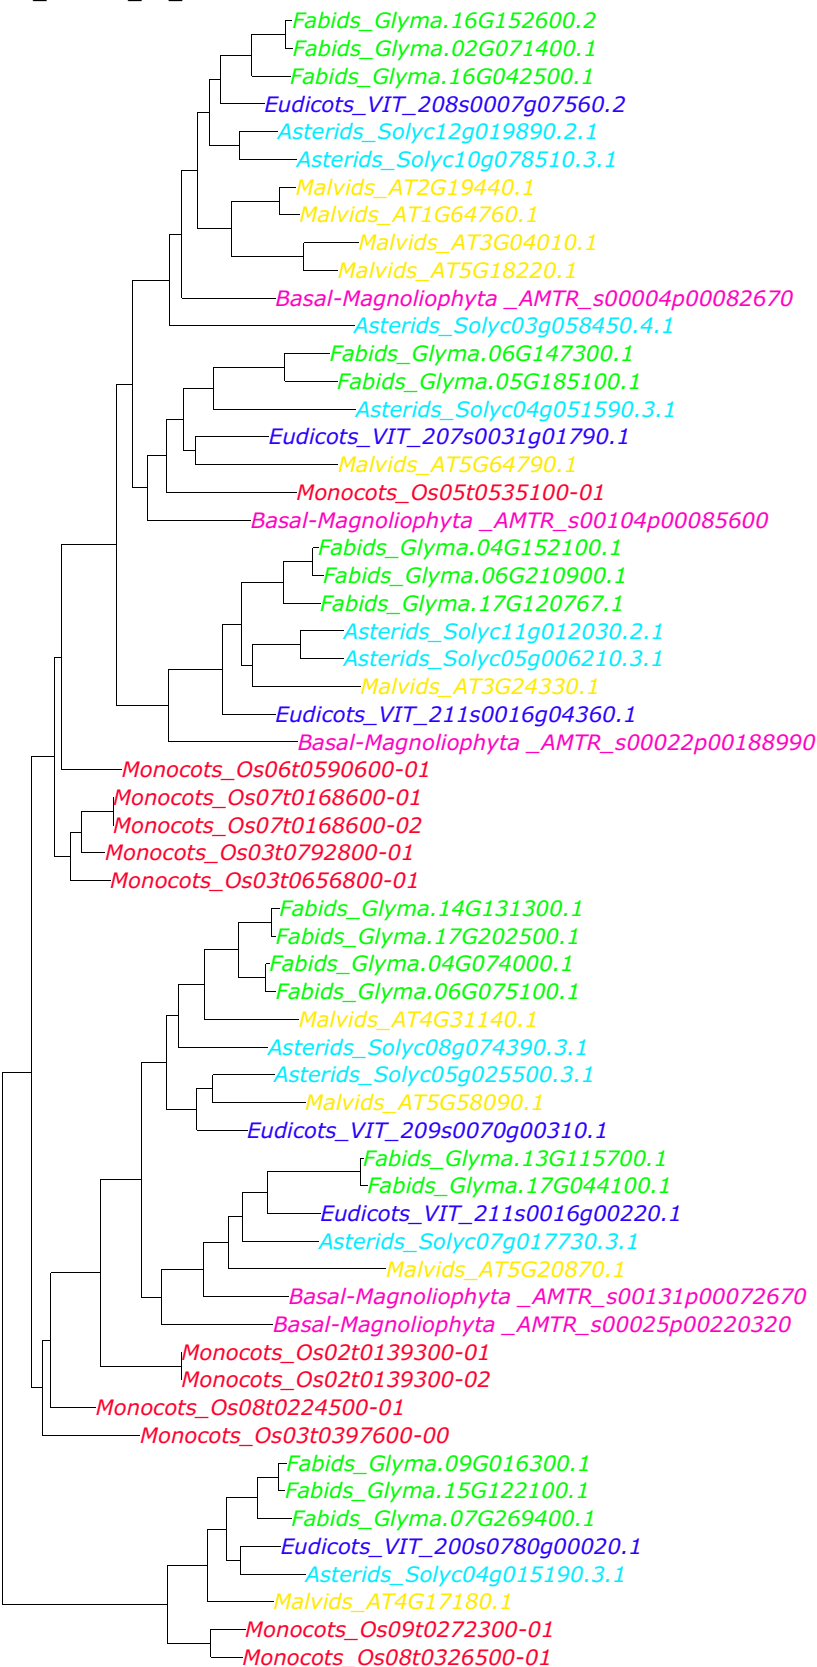 Fabids_Glyma.16G152600.2
Fabids_Glyma.02G071400.1
Fabids_Glyma.16G042500.1
Eudicots_VIT_208s0007g07560.2
Asterids_Solyc12g019890.2.1
Asterids_Solyc10g078510.3.1
Malvids_AT2G19440.1
Malvids_AT1G64760.1
Malvids_AT3G04010.1
Malvids_AT5G18220.1
Basal-Magnoliophyta _AMTR_s00004p00082670
Asterids_Solyc03g058450.4.1
Fabids_Glyma.06G147300.1
Fabids_Glyma.05G185100.1
Asterids_Solyc04g051590.3.1
Eudicots_VIT_207s0031g01790.1
Malvids_AT5G64790.1
Monocots_Os05t0535100-01
Basal-Magnoliophyta _AMTR_s00104p00085600
Fabids_Glyma.04G152100.1
Fabids_Glyma.06G210900.1
Fabids_Glyma.17G120767.1
Asterids_Solyc11g012030.2.1
Asterids_Solyc05g006210.3.1
Malvids_AT3G24330.1
Eudicots_VIT_211s0016g04360.1
Basal-Magnoliophyta _AMTR_s00022p00188990
Monocots_Os06t0590600-01
Monocots_Os07t0168600-01
Monocots_Os07t0168600-02
Monocots_Os03t0792800-01
Monocots_Os03t0656800-01
Fabids_Glyma.14G131300.1
Fabids_Glyma.17G202500.1
Fabids_Glyma.04G074000.1
Fabids_Glyma.06G075100.1
Malvids_AT4G31140.1
Asterids_Solyc08g074390.3.1
Asterids_Solyc05g025500.3.1
Malvids_AT5G58090.1
Eudicots_VIT_209s0070g00310.1
Fabids_Glyma.13G115700.1
Fabids_Glyma.17G044100.1
Eudicots_VIT_211s0016g00220.1
Asterids_Solyc07g017730.3.1
Malvids_AT5G20870.1
Basal-Magnoliophyta _AMTR_s00131p00072670
Basal-Magnoliophyta _AMTR_s00025p00220320
Monocots_Os02t0139300-01
Monocots_Os02t0139300-02
Monocots_Os08t0224500-01
Monocots_Os03t0397600-00
Fabids_Glyma.09G016300.1
Fabids_Glyma.15G122100.1
Fabids_Glyma.07G269400.1
Eudicots_VIT_200s0780g00020.1
Asterids_Solyc04g015190.3.1
Malvids_AT4G17180.1
Monocots_Os09t0272300-01
Monocots_Os08t0326500-01